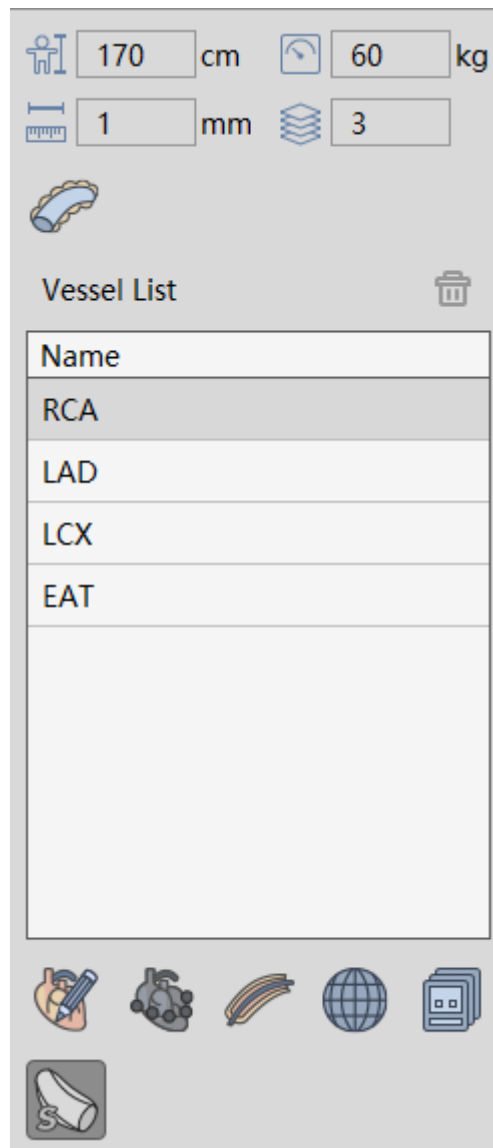 170 cm 60 kg
1 mm 3
Vessel List
Name
RCA
LAD
LCX
EAT
S